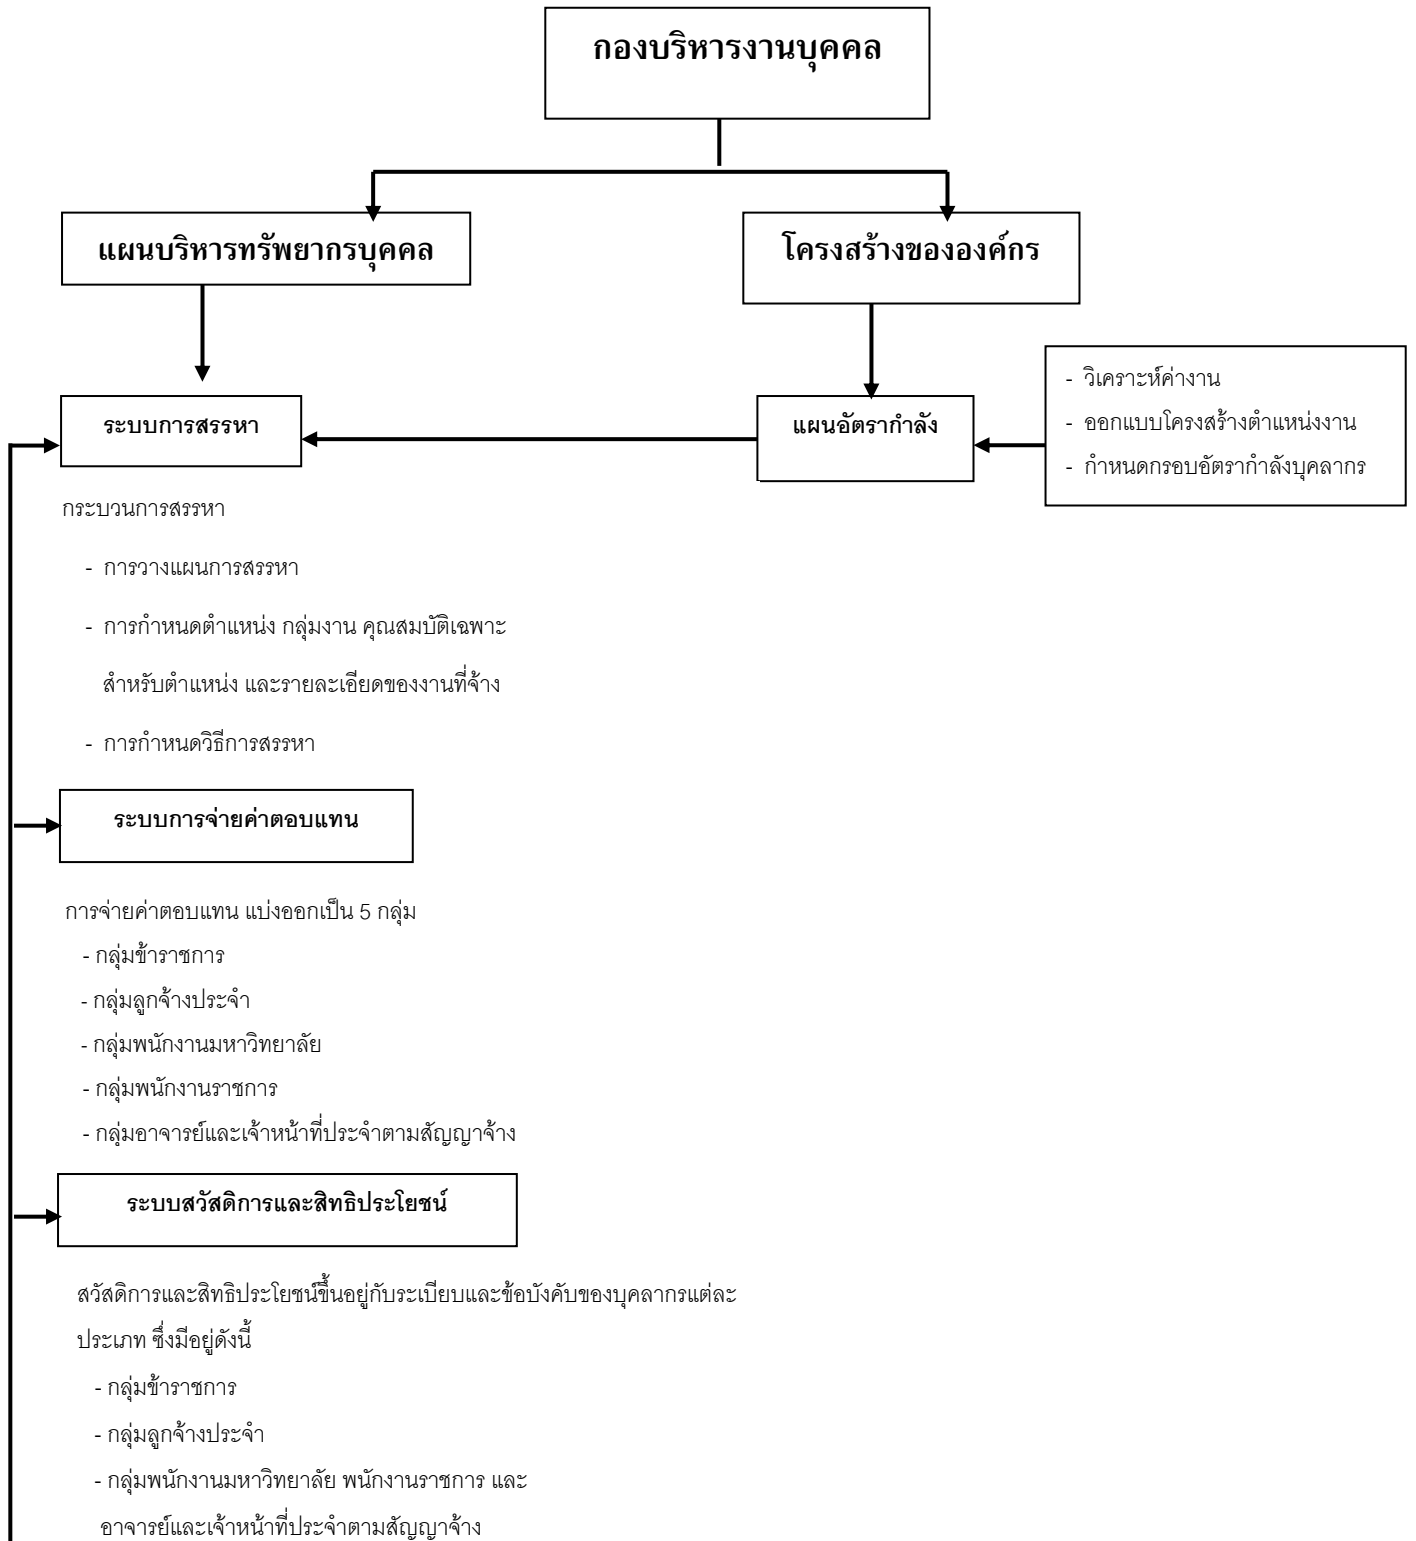 กองบริหารงานบุคคล
แผนบริหารทรัพยากรบุคคล
โครงสร้างขององค์กร
- วิเคราะห์ค่างาน
- ออกแบบโครงสร้างตำแหน่งงาน
- กำหนดกรอบอัตรากำลังบุคลากร
ระบบการสรรหา
แผนอัตรากำลัง
กระบวนการสรรหา
- การวางแผนการสรรหา
- การกำหนดตำแหน่ง กลุ่มงาน คุณสมบัติเฉพาะ
สำหรับตำแหน่ง และรายละเอียดของงานที่จ้าง
- การกำหนดวิธีการสรรหา
ระบบการจ่ายค่าตอบแทน
การจ่ายค่าตอบแทน แบ่งออกเป็น 5 กลุ่ม
- กลุ่มข้าราชการ
- กลุ่มลูกจ้างประจำ
- กลุ่มพนักงานมหาวิทยาลัย
- กลุ่มพนักงานราชการ
- กลุ่มอาจารย์และเจ้าหน้าที่ประจำตามสัญญาจ้าง
ระบบสวัสดิการและสิทธิประโยชน์
สวัสดิการและสิทธิประโยชน์ขึ้นอยู่กับระเบียบและข้อบังคับของบุคลากรแต่ละ
ประเภท ซึ่งมีอยู่ดังนี้
- กลุ่มข้าราชการ
- กลุ่มลูกจ้างประจำ
- กลุ่มพนักงานมหาวิทยาลัย พนักงานราชการ และ
อาจารย์และเจ้าหน้าที่ประจำตามสัญญาจ้าง